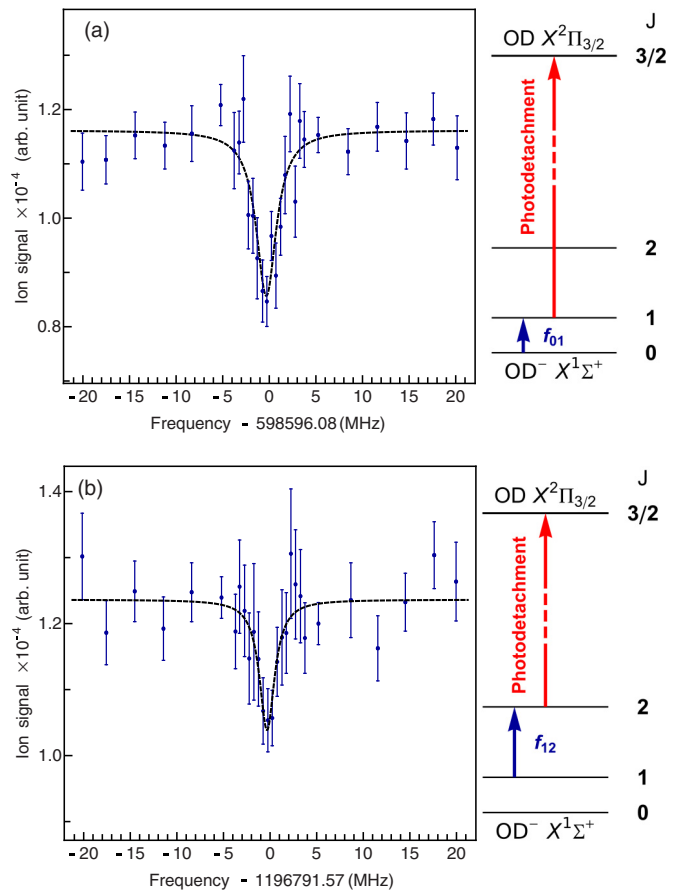 (a)
Ion signal ×10⁻⁴ (arb. unit)
1.2
1.0
0.8
-20 -15 -10 -5 0 5 10 15 20
Frequency - 598596.08 (MHz)
J
OD X²Π₃/₂
3/2
Photodetachment
2
1
f₀₁
0
OD⁻ X¹Σ⁺
(b)
Ion signal ×10⁻⁴ (arb. unit)
1.4
1.2
1.0
-20 -15 -10 -5 0 5 10 15 20
Frequency - 1196791.57 (MHz)
J
OD X²Π₃/₂
3/2
Photodetachment
2
f₁₂
1
0
OD⁻ X¹Σ⁺